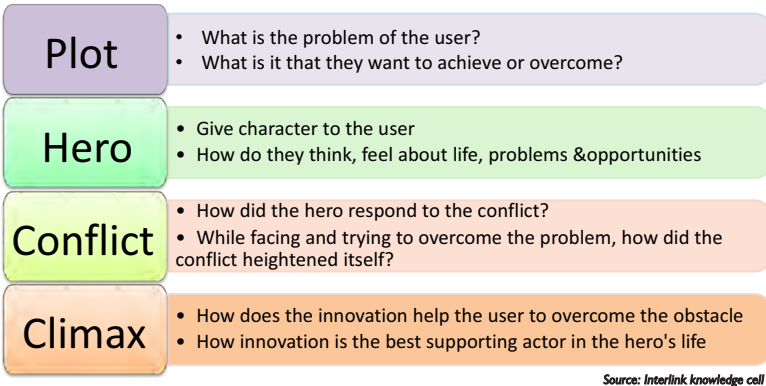 Plot
• What is the problem of the user?
• What is it that they want to achieve or overcome?
Hero
• Give character to the user
• How do they think, feel about life, problems &opportunities
Conflict
• How did the hero respond to the conflict?
• While facing and trying to overcome the problem, how did the
conflict heightened itself?
Climax
• How does the innovation help the user to overcome the obstacle
• How innovation is the best supporting actor in the hero's life
Source: Interlink knowledge cell